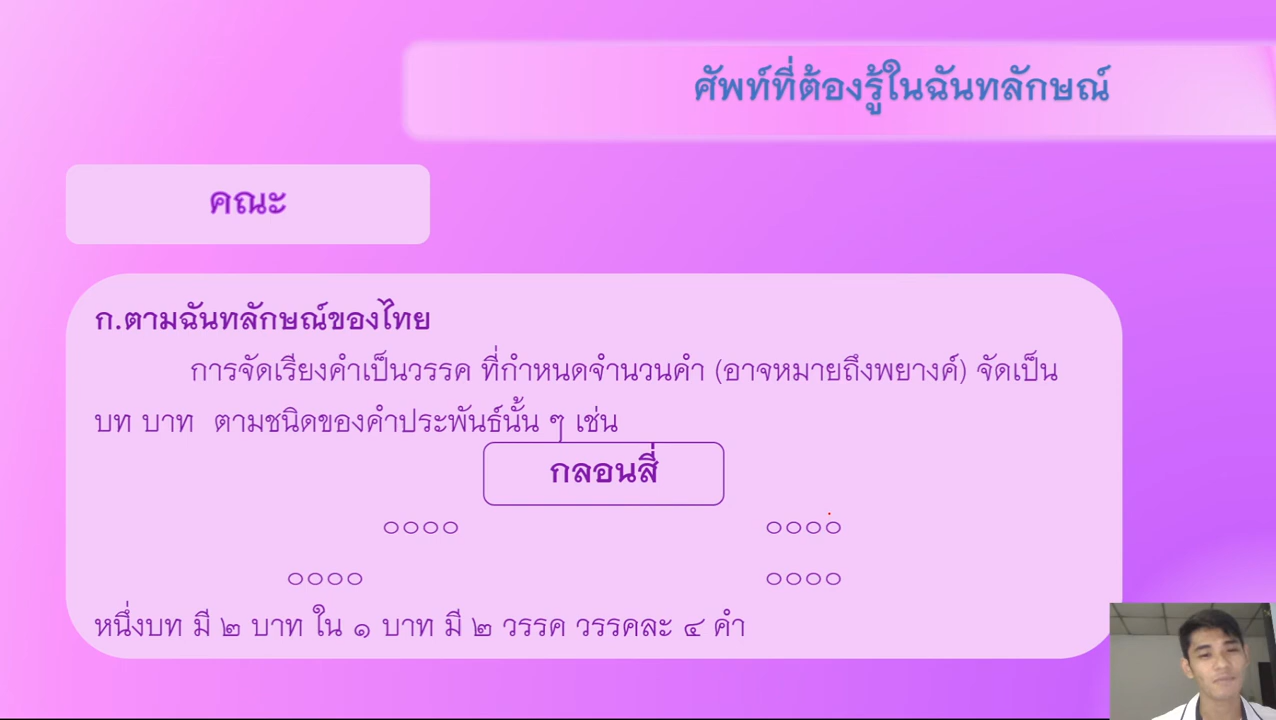 ศัพท์ที่ต้องรู้ในฉันทลักษณ์
คณะ
ก.ตามฉันทลักษณ์ของไทย
การจัดเรียงคำเป็นวรรค ที่กำหนดจำนวนคำ (อาจหมายถึงพยางค์) จัดเป็น
บท บาท ตามชนิดของคำประพันธ์นั้น ๆ เช่น
กลอนสี่
○○○○ ○○○○
○○○○ ○○○○
หนึ่งบท มี ๒ บาท ใน ๑ บาท มี ๒ วรรค วรรคละ ๔ คำ